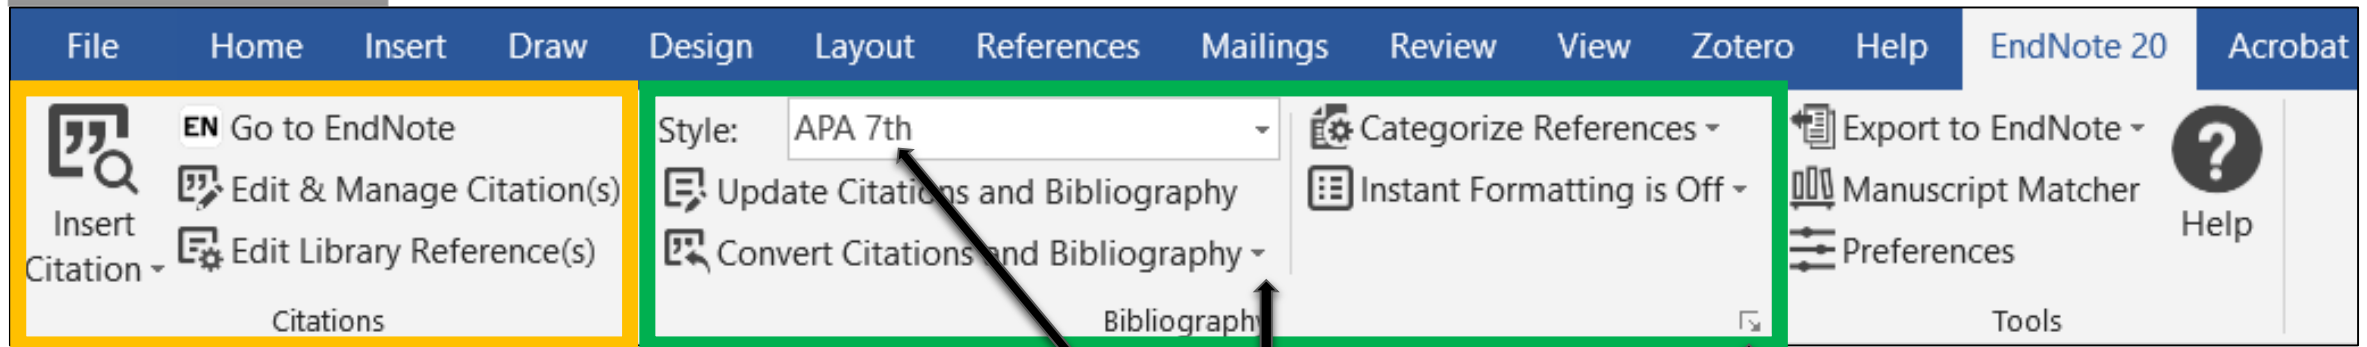 File Home Insert Draw Design Layout References Mailings Review View Zotero Help EndNote 20 Acrobat
Insert
Citation
EN Go to EndNote
Edit & Manage Citation(s)
Edit Library Reference(s)
Citations
Style: APA 7th
Update Citations and Bibliography
Convert Citations and Bibliography
Categorize References
Instant Formatting is Off
Bibliography
Export to EndNote
Manuscript Matcher
Preferences
? Help
Tools